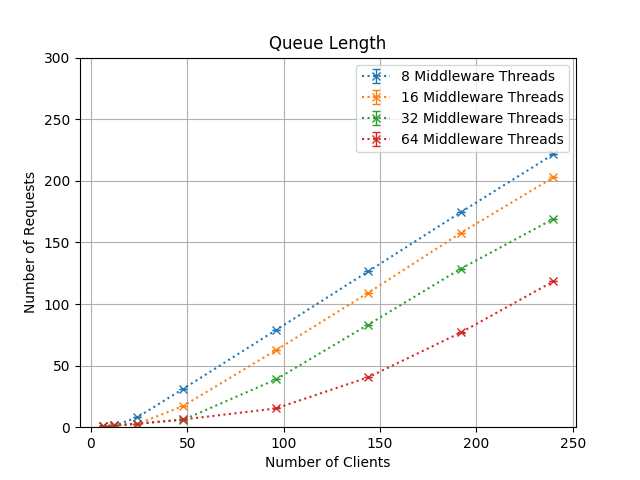 Queue Length
300
250
200
150
100
50
0
Number of Requests
8 Middleware Threads
16 Middleware Threads
32 Middleware Threads
64 Middleware Threads
0 50 100 150 200 250
Number of Clients